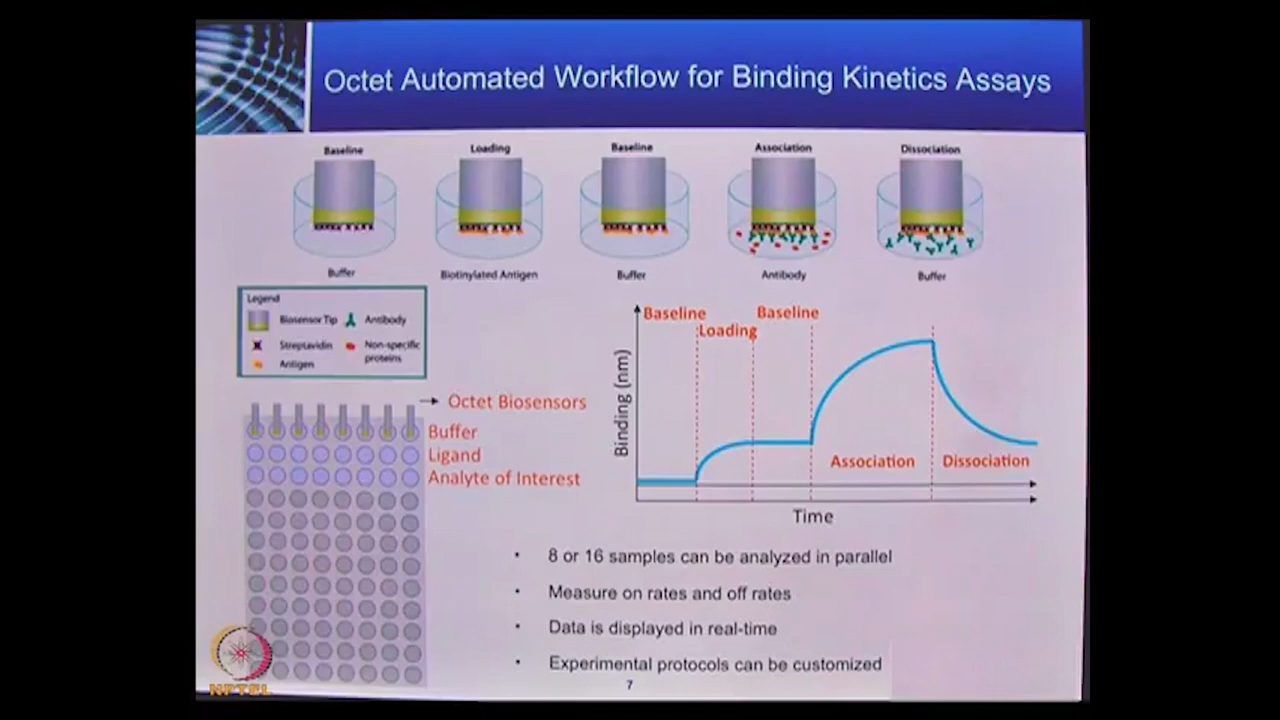 Octet Automated Workflow for Binding Kinetics Assays
Baseline
Loading
Baseline
Association
Dissociation
Buffer
Biotinylated Antigen
Buffer
Antibody
Buffer
Legend
Biosensor Tip
Antibody
Streptavidin
Non-specific
proteins
Antigen
Octet Biosensors
Buffer
Ligand
Analyte of Interest
Baseline
Loading
Baseline
Binding (nm)
Association
Dissociation
Time
• 8 or 16 samples can be analyzed in parallel
• Measure on rates and off rates
• Data is displayed in real-time
• Experimental protocols can be customized
7
NPTEL